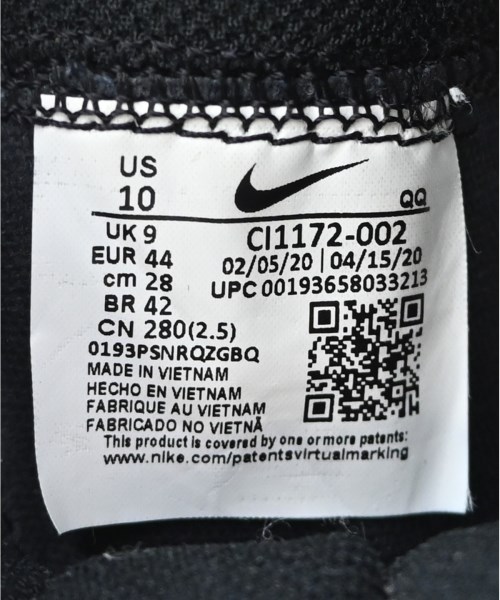 US
10
QQ
UK 9
EUR 44
cm 28
BR 42
CN 280(2.5)
CI1172-002
02/05/20 | 04/15/20
UPC 00193658033213
0193PSNRQZGBQ
MADE IN VIETNAM
HECHO EN VIETNAM
FABRIQUE AU VIETNAM
FABRICADO NO VIETNÃ
This product is covered by one or more patents:
www.nike.com/patentsvirtualmarking